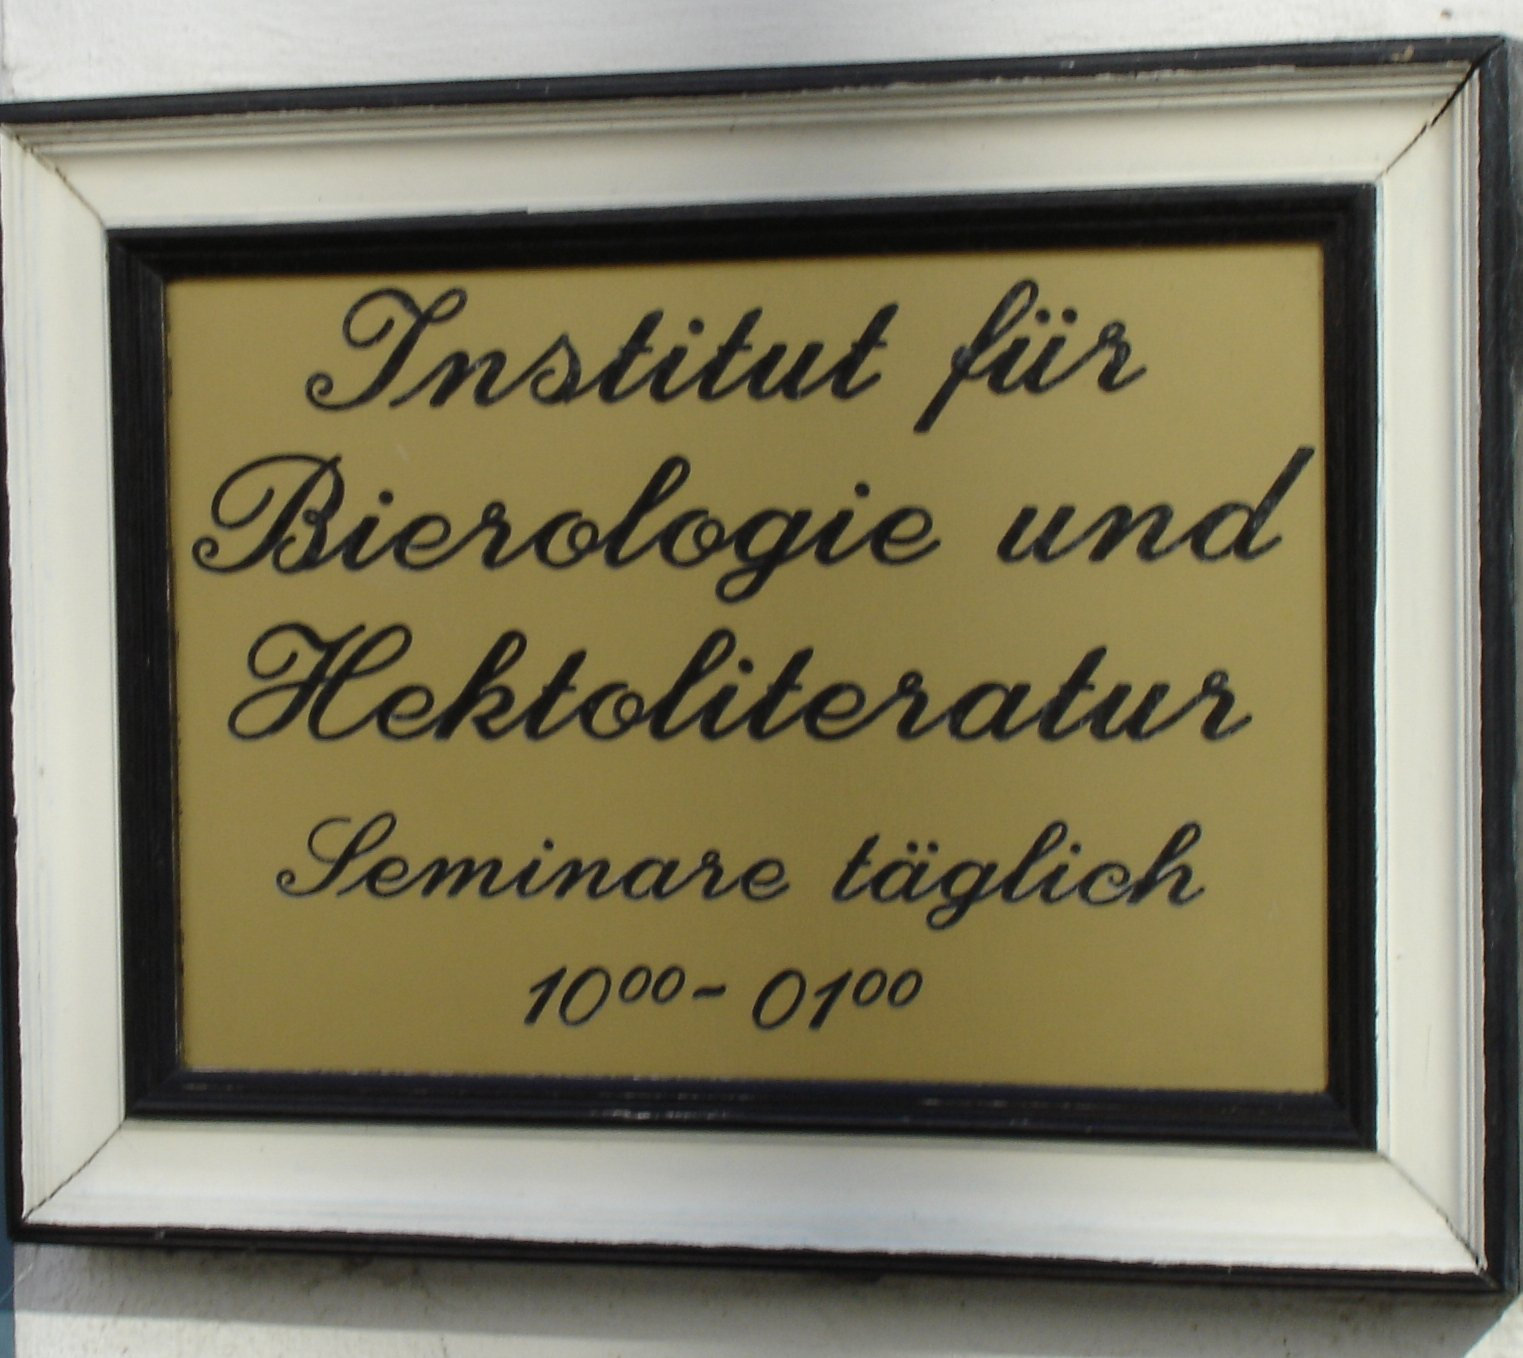 Institut für
Bierologie und
Hektoliteratur
Seminare täglich
10⁰⁰ - 01⁰⁰